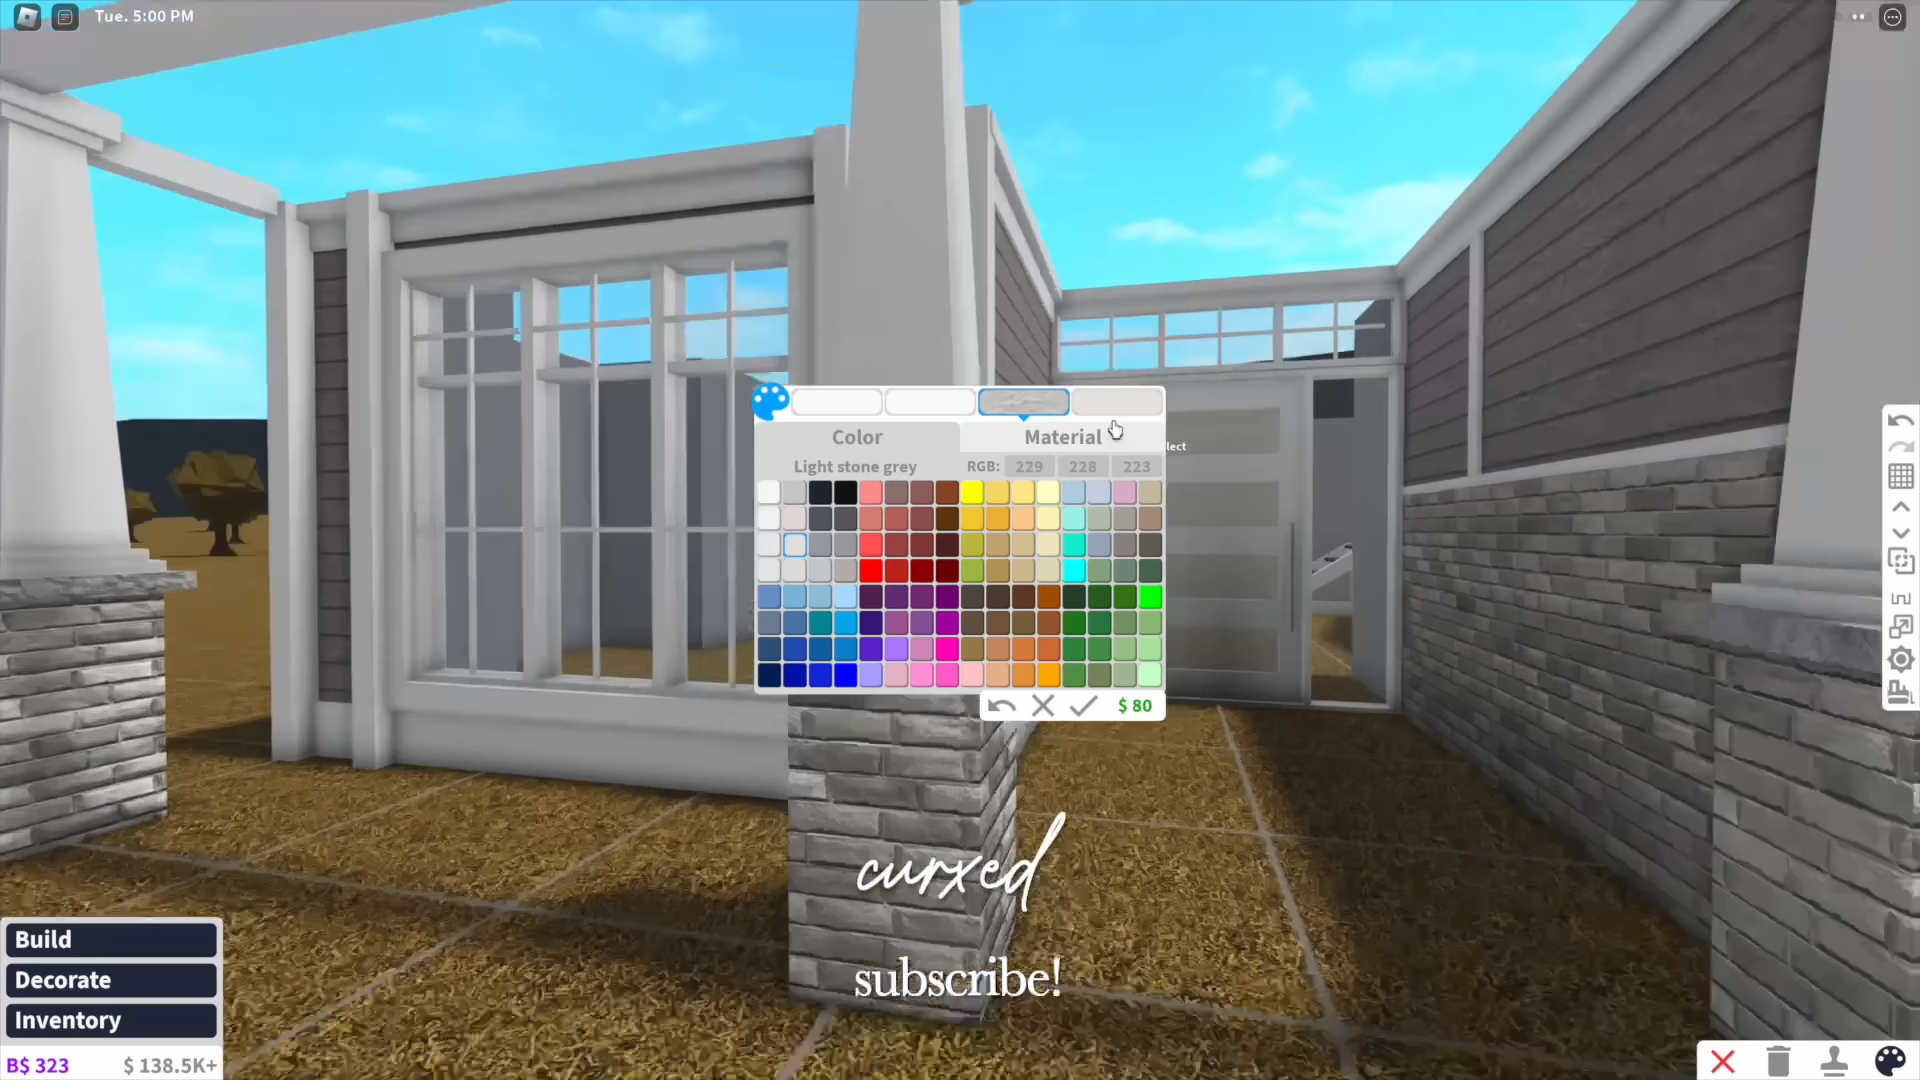 Tue. 5:00 PM
Color
Material
lect
Light stone grey
RGB: 229 228 223
$ 80
curxed
subscribe!
Build
Decorate
Inventory
B$ 323
$ 138.5K+